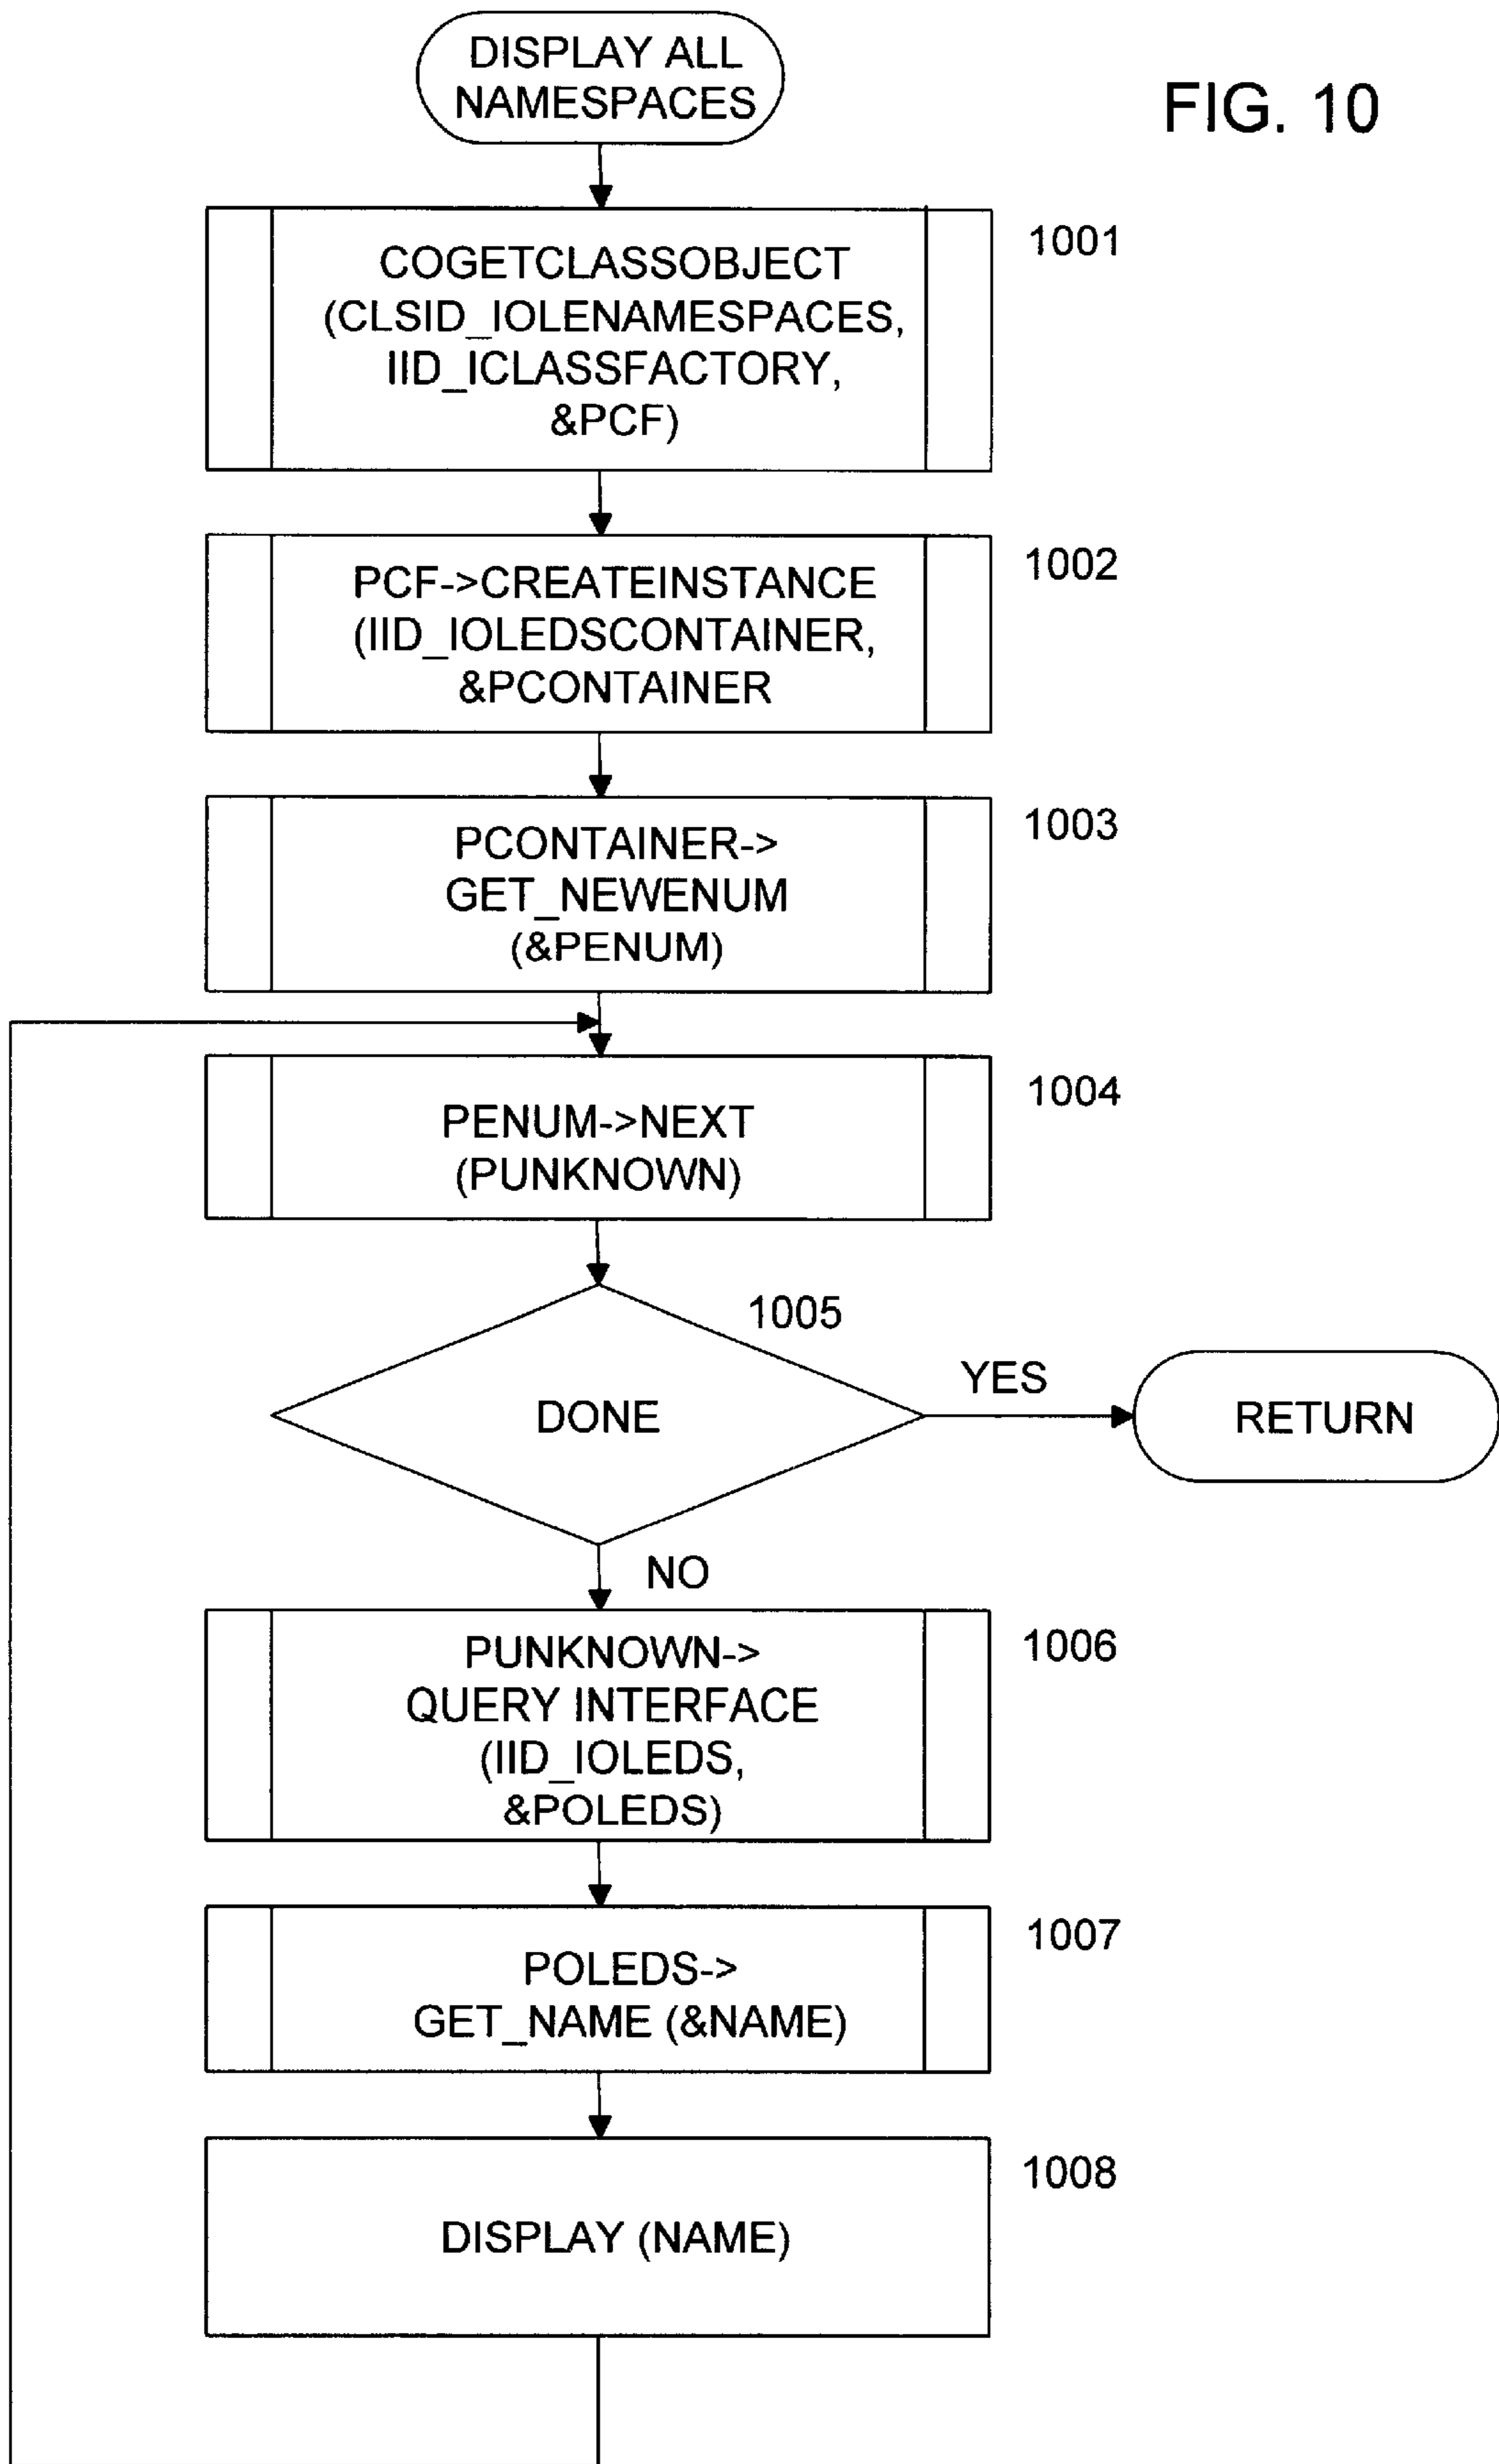 DISPLAY ALL
NAMESPACES
FIG. 10
COGETCLASSOBJECT
(CLSID_IOLENAMESPACES,
IID_ICLASSFACTORY,
&PCF)
1001
PCF->CREATEINSTANCE
(IID_IOLEDSCONTAINER,
&PCONTAINER
1002
PCONTAINER->
GET_NEWENUM
(&PENUM)
1003
PENUM->NEXT
(PUNKNOWN)
1004
1005
DONE
YES
RETURN
NO
PUNKNOWN->
QUERY INTERFACE
(IID_IOLEDS,
&POLEDS)
1006
POLEDS->
GET_NAME (&NAME)
1007
DISPLAY (NAME)
1008